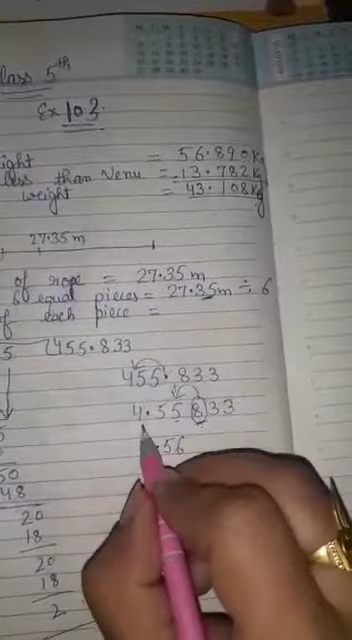 lass 5th
Ex 10.3.
ight = 56.890 Kg
less than Venu = 13.782 Kg
weight = 43.108 Kg
27.35 m
of rope = 27.35 m
6 equal pieces = 27.35 m ÷ 6
of each piece =
5 455.833
455.833
4.55833
.56
50
48
20
18
20
18
2